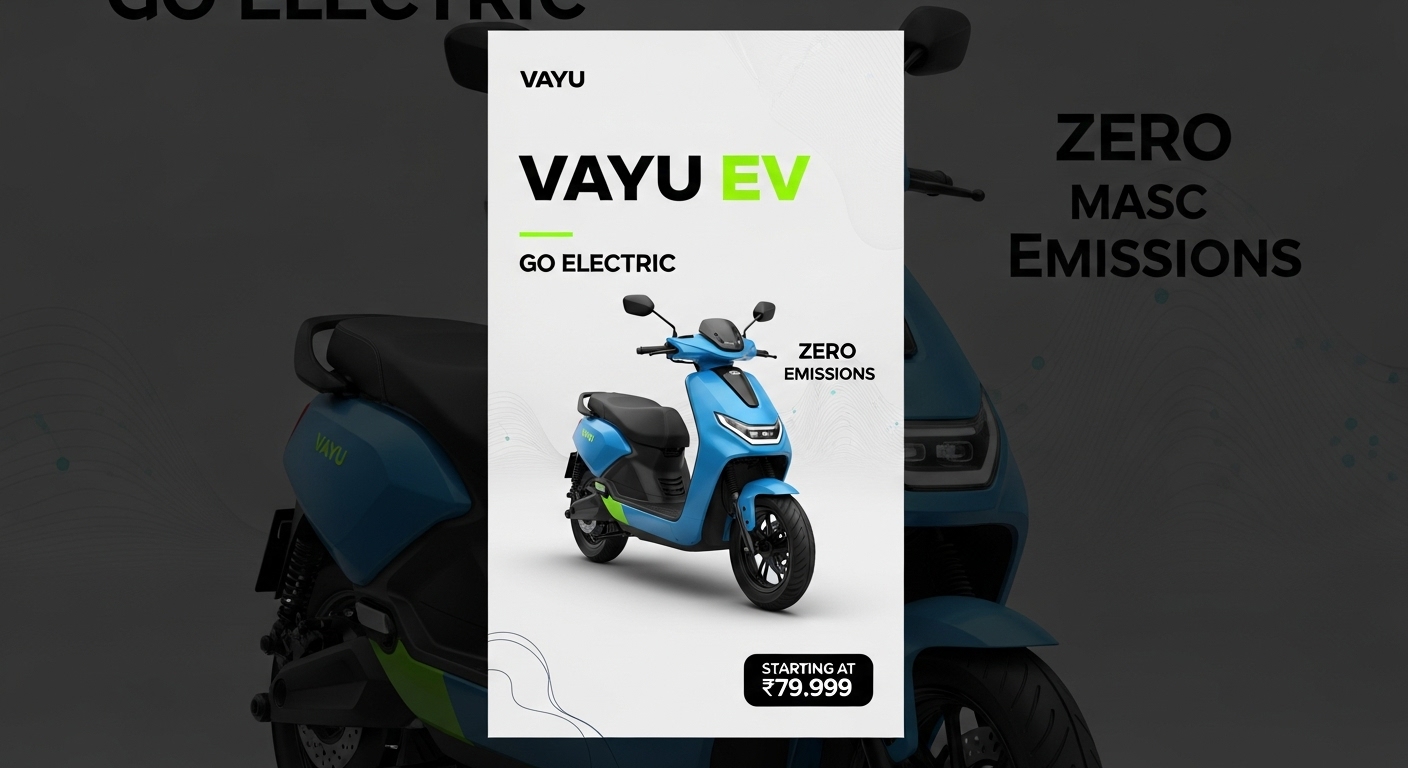 GO ELECTRIC
VAYU
VAYU EV
GO ELECTRIC
ZERO
EMISSIONS
STARTING AT
₹79.999
VAYU
ZERO
MASC
EMISSIONS